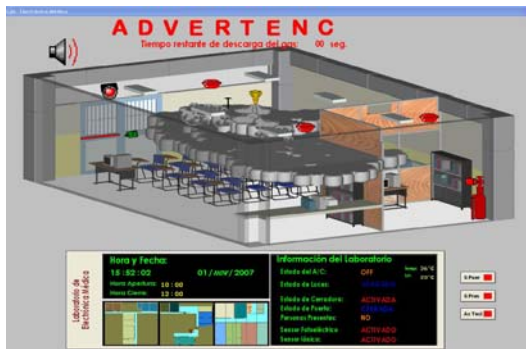 A D V E R T E N C
Tiempo restante de descarga del gas: 00 seg.
Laboratorio de
Electrónica Médica
Hora y Fecha:
15:52:02 01/nov/2007
Hora Apertura: 10:00
Hora Cierre: 12:00
Información del Laboratorio
Estado del A/C: OFF
Estado de Luces:
Estado de Cerradura: ACTIVADA
Estado de Puerta: CERRADA
Personas Presentes: NO
Sensor Fotoeléctrico ACTIVADO
Sensor Iónico: ACTIVADO